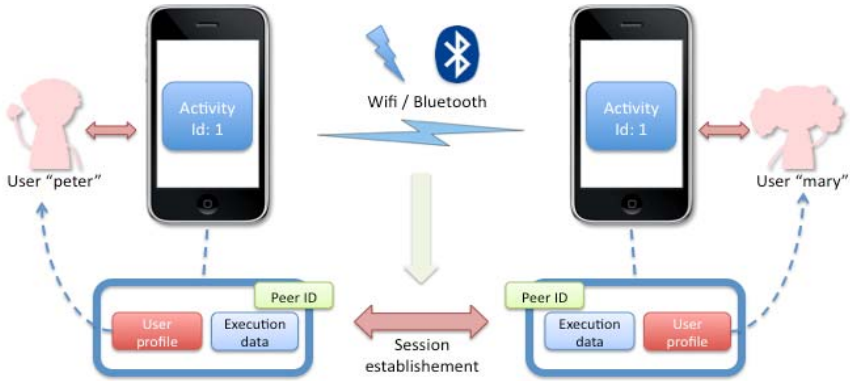 Activity
Id: 1
Wifi / Bluetooth
Activity
Id: 1
User “peter”
User “mary”
Peer ID
User
profile
Execution
data
Session
establishement
Peer ID
Execution
data
User
profile